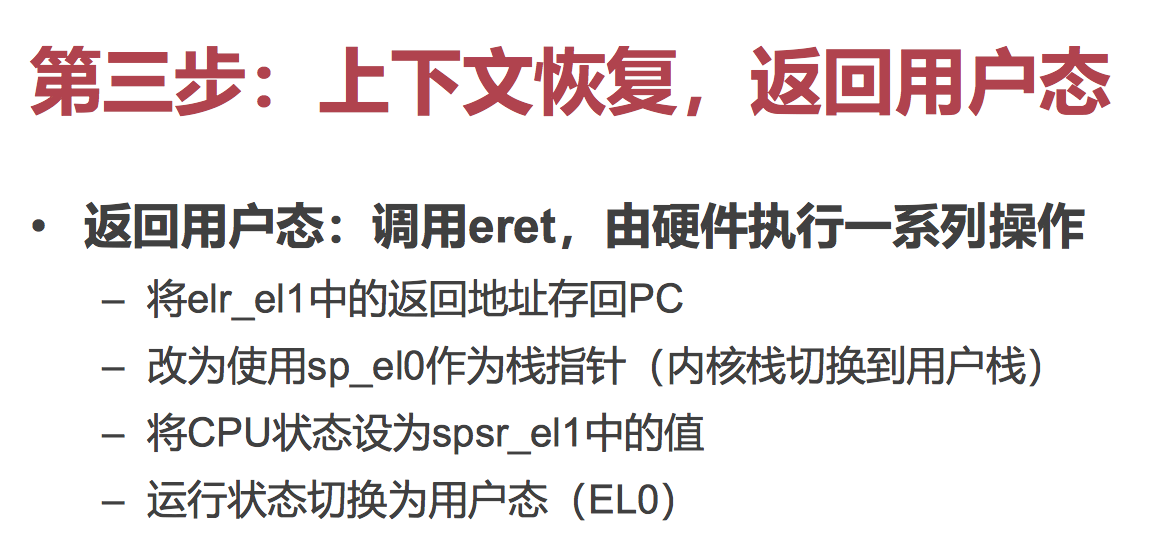 第三步：上下文恢复，返回用户态
• 返回用户态：调用eret，由硬件执行一系列操作
– 将elr_el1中的返回地址存回PC
– 改为使用sp_el0作为栈指针（内核栈切换到用户栈）
– 将CPU状态设为spsr_el1中的值
– 运行状态切换为用户态（EL0）